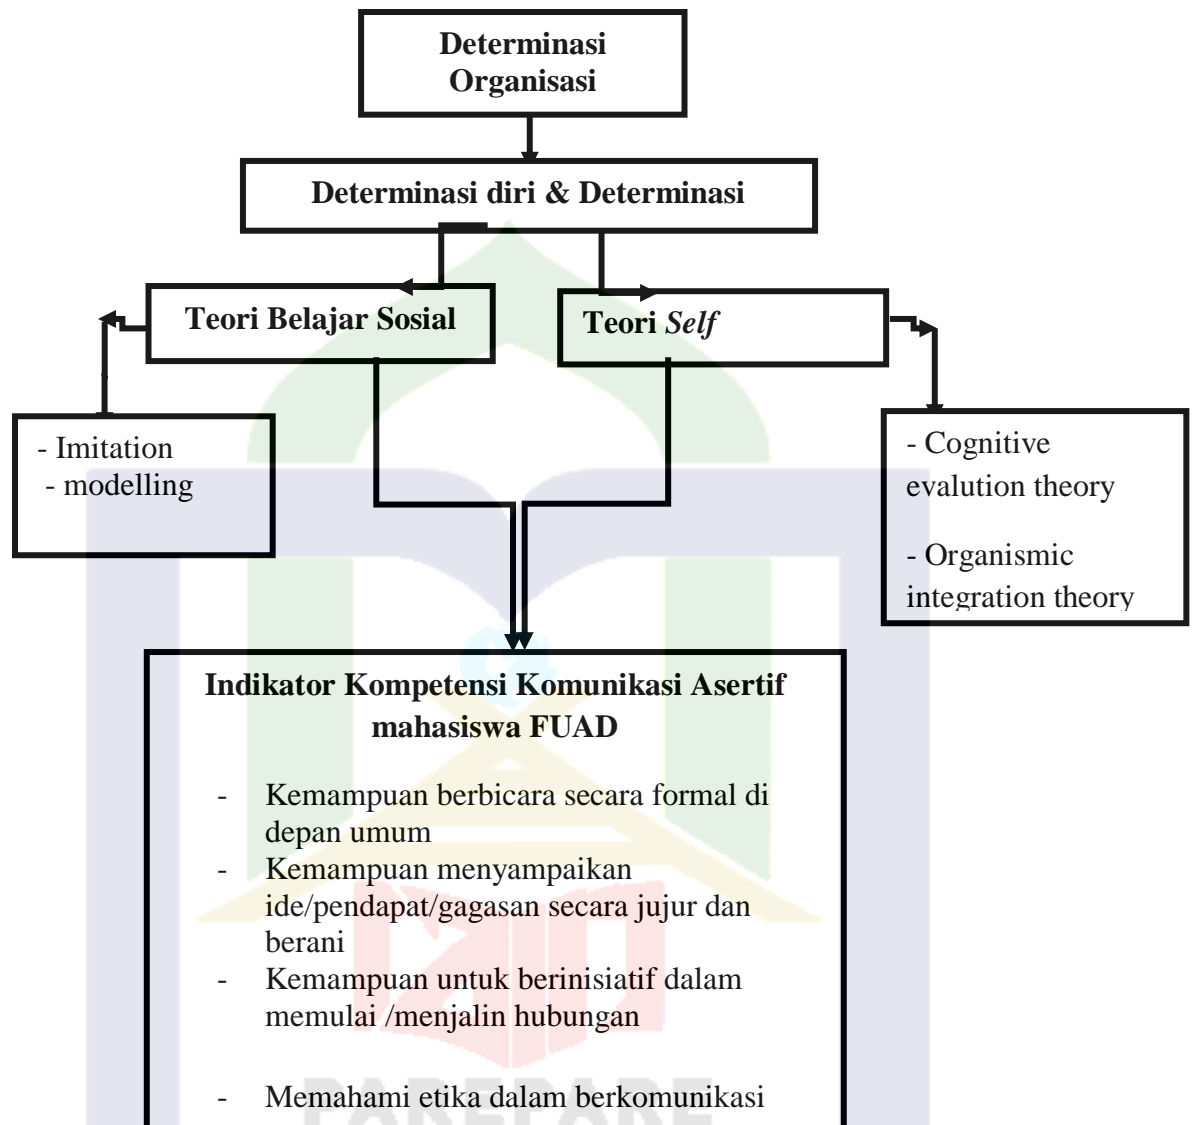 Determinasi
Organisasi
Determinasi diri & Determinasi
Teori Belajar Sosial
Teori Self
- Imitation
- modelling
- Cognitive
evalution theory
- Organismic
integration theory
Indikator Kompetensi Komunikasi Asertif
mahasiswa FUAD
- Kemampuan berbicara secara formal di
depan umum
- Kemampuan menyampaikan
ide/pendapat/gagasan secara jujur dan
berani
- Kemampuan untuk berinisiatif dalam
memulai /menjalin hubungan
- Memahami etika dalam berkomunikasi
PAREPARE